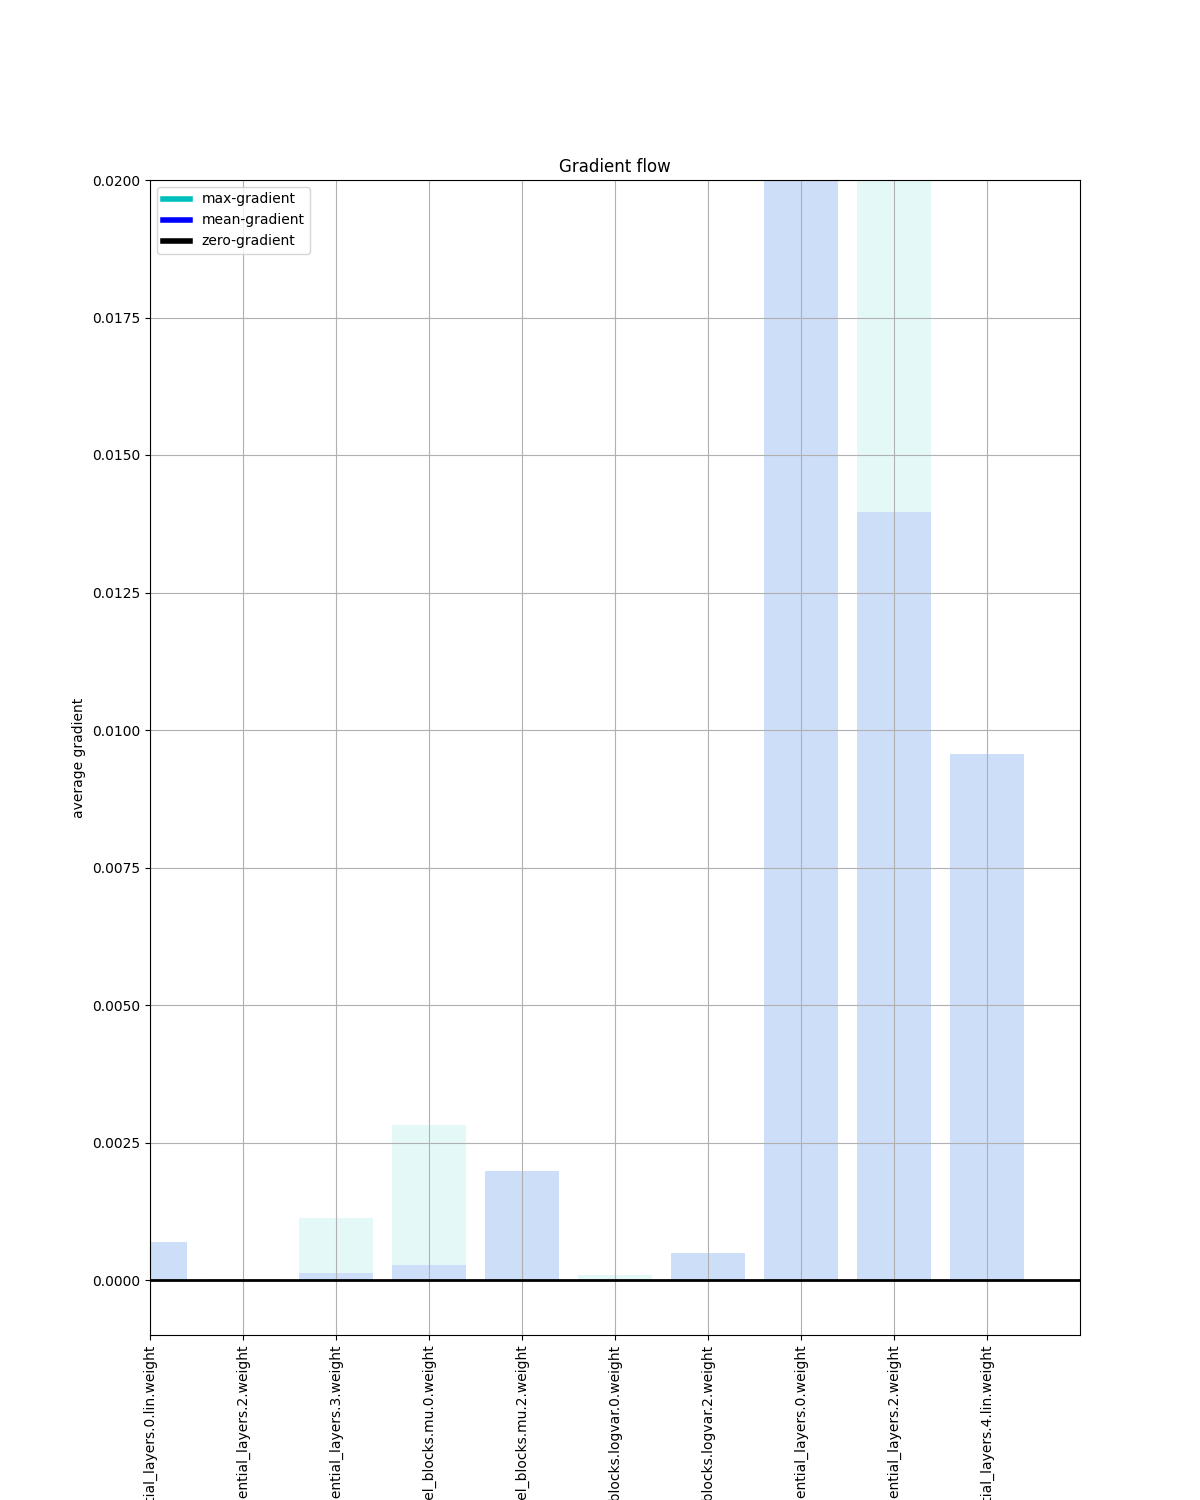 Gradient flow
max-gradient
mean-gradient
zero-gradient
0.0200
0.0175
0.0150
0.0125
0.0100
0.0075
0.0050
0.0025
0.0000
average gradient
tial_layers.0.lin.weight
ential_layers.2.weight
ential_layers.3.weight
el_blocks.mu.0.weight
el_blocks.mu.2.weight
blocks.logvar.0.weight
blocks.logvar.2.weight
ential_layers.0.weight
ential_layers.2.weight
tial_layers.4.lin.weight